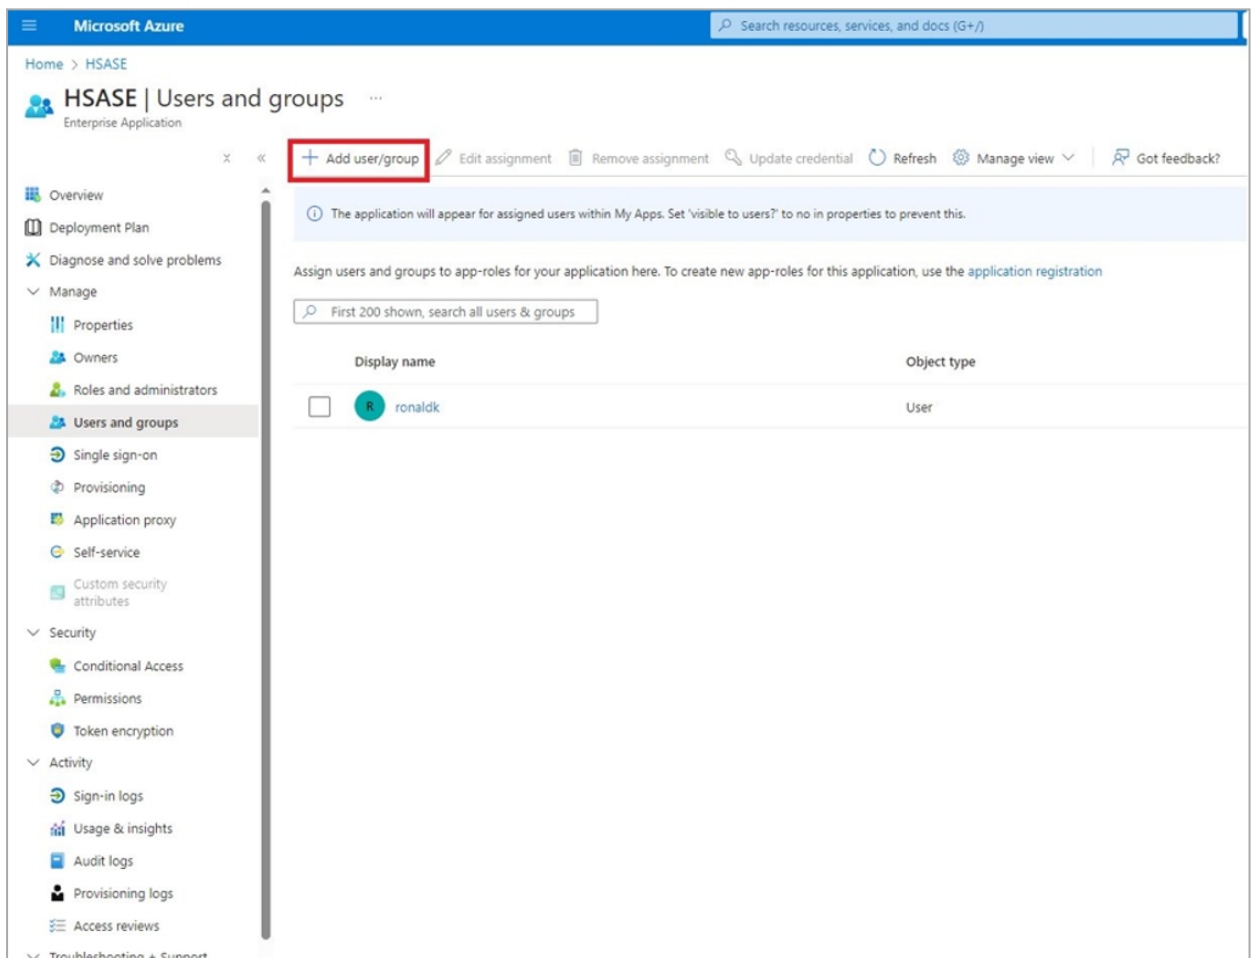 Microsoft Azure
Search resources, services, and docs (G+/)
Home > HSASE
HSASE | Users and groups ...
Enterprise Application
Add user/group
Edit assignment
Remove assignment
Update credential
Refresh
Manage view
Got feedback?
Overview
Deployment Plan
Diagnose and solve problems
Manage
Properties
Owners
Roles and administrators
Users and groups
Single sign-on
Provisioning
Application proxy
Self-service
Custom security
attributes
Security
Conditional Access
Permissions
Token encryption
Activity
Sign-in logs
Usage & insights
Audit logs
Provisioning logs
Access reviews
Troubleshooting + Support
The application will appear for assigned users within My Apps. Set 'visible to users?' to no in properties to prevent this.
Assign users and groups to app-roles for your application here. To create new app-roles for this application, use the application registration
First 200 shown, search all users & groups
Display name
Object type
R
ronaldk
User